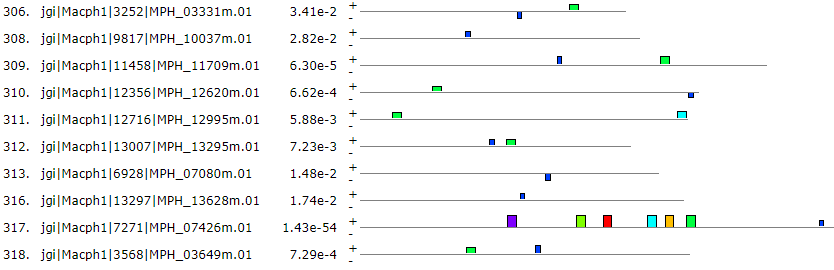 306. jgi|Macph1|3252|MPH_03331m.01 3.41e-2 + -
308. jgi|Macph1|9817|MPH_10037m.01 2.82e-2 + -
309. jgi|Macph1|11458|MPH_11709m.01 6.30e-5 + -
310. jgi|Macph1|12356|MPH_12620m.01 6.62e-4 + -
311. jgi|Macph1|12716|MPH_12995m.01 5.88e-3 + -
312. jgi|Macph1|13007|MPH_13295m.01 7.23e-3 + -
313. jgi|Macph1|6928|MPH_07080m.01 1.48e-2 + -
316. jgi|Macph1|13297|MPH_13628m.01 1.74e-2 + -
317. jgi|Macph1|7271|MPH_07426m.01 1.43e-54 + -
318. jgi|Macph1|3568|MPH_03649m.01 7.29e-4 + -